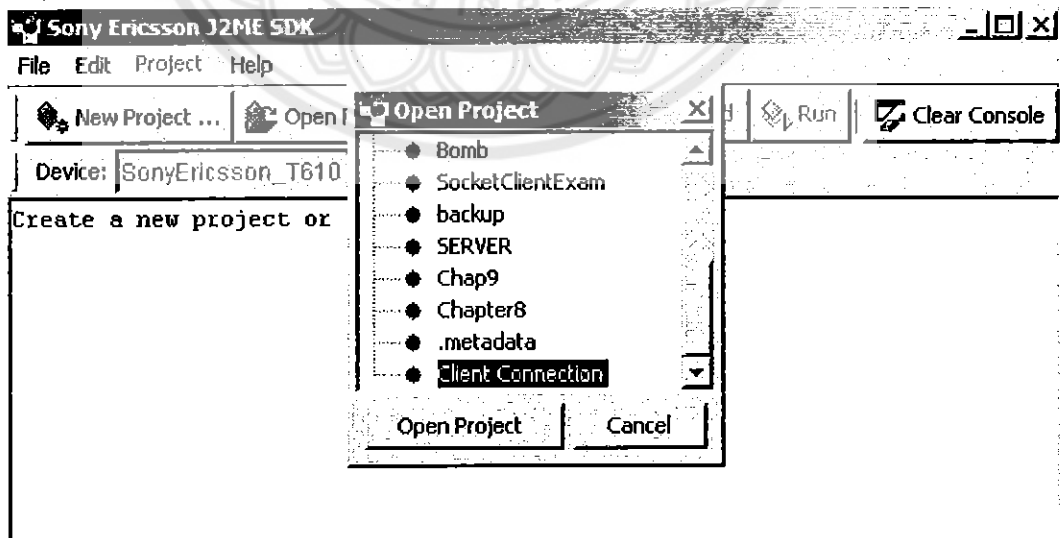 Sony Ericsson J2ME SDK
File Edit Project Help
New Project ... Open Run Clear Console
Device: SonyEricsson_T610
Create a new project or
Open Project
Bomb
SocketClientExam
backup
SERVER
Chap9
Chapter8
.metadata
Client Connection
Open Project Cancel